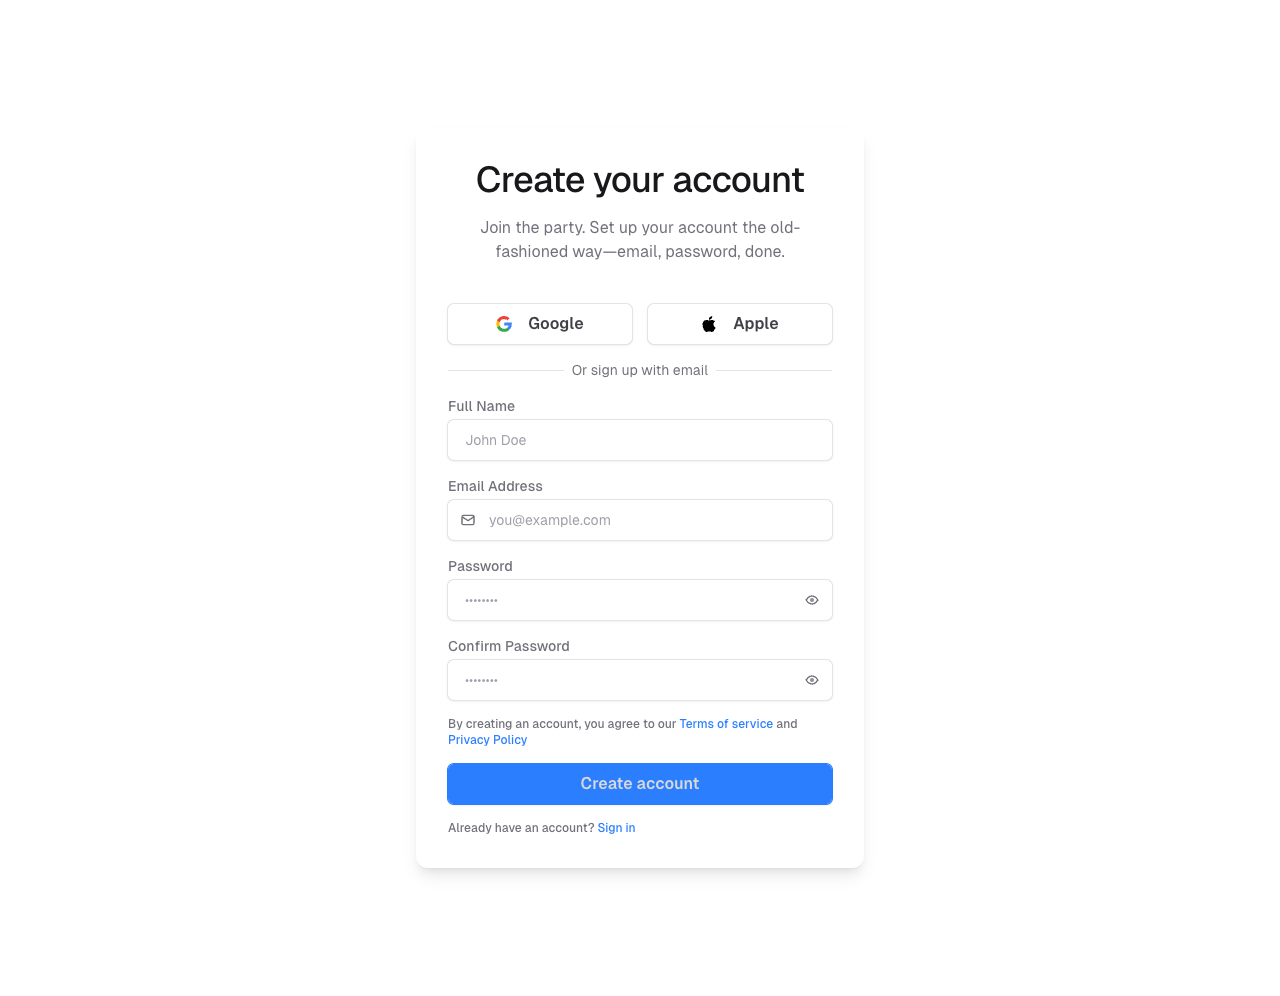 Create your account
Join the party. Set up your account the old-
fashioned way—email, password, done.
Google
Apple
Or sign up with email
Full Name
John Doe
Email Address
you@example.com
Password
••••••••
Confirm Password
••••••••
By creating an account, you agree to our Terms of service and
Privacy Policy
Create account
Already have an account? Sign in